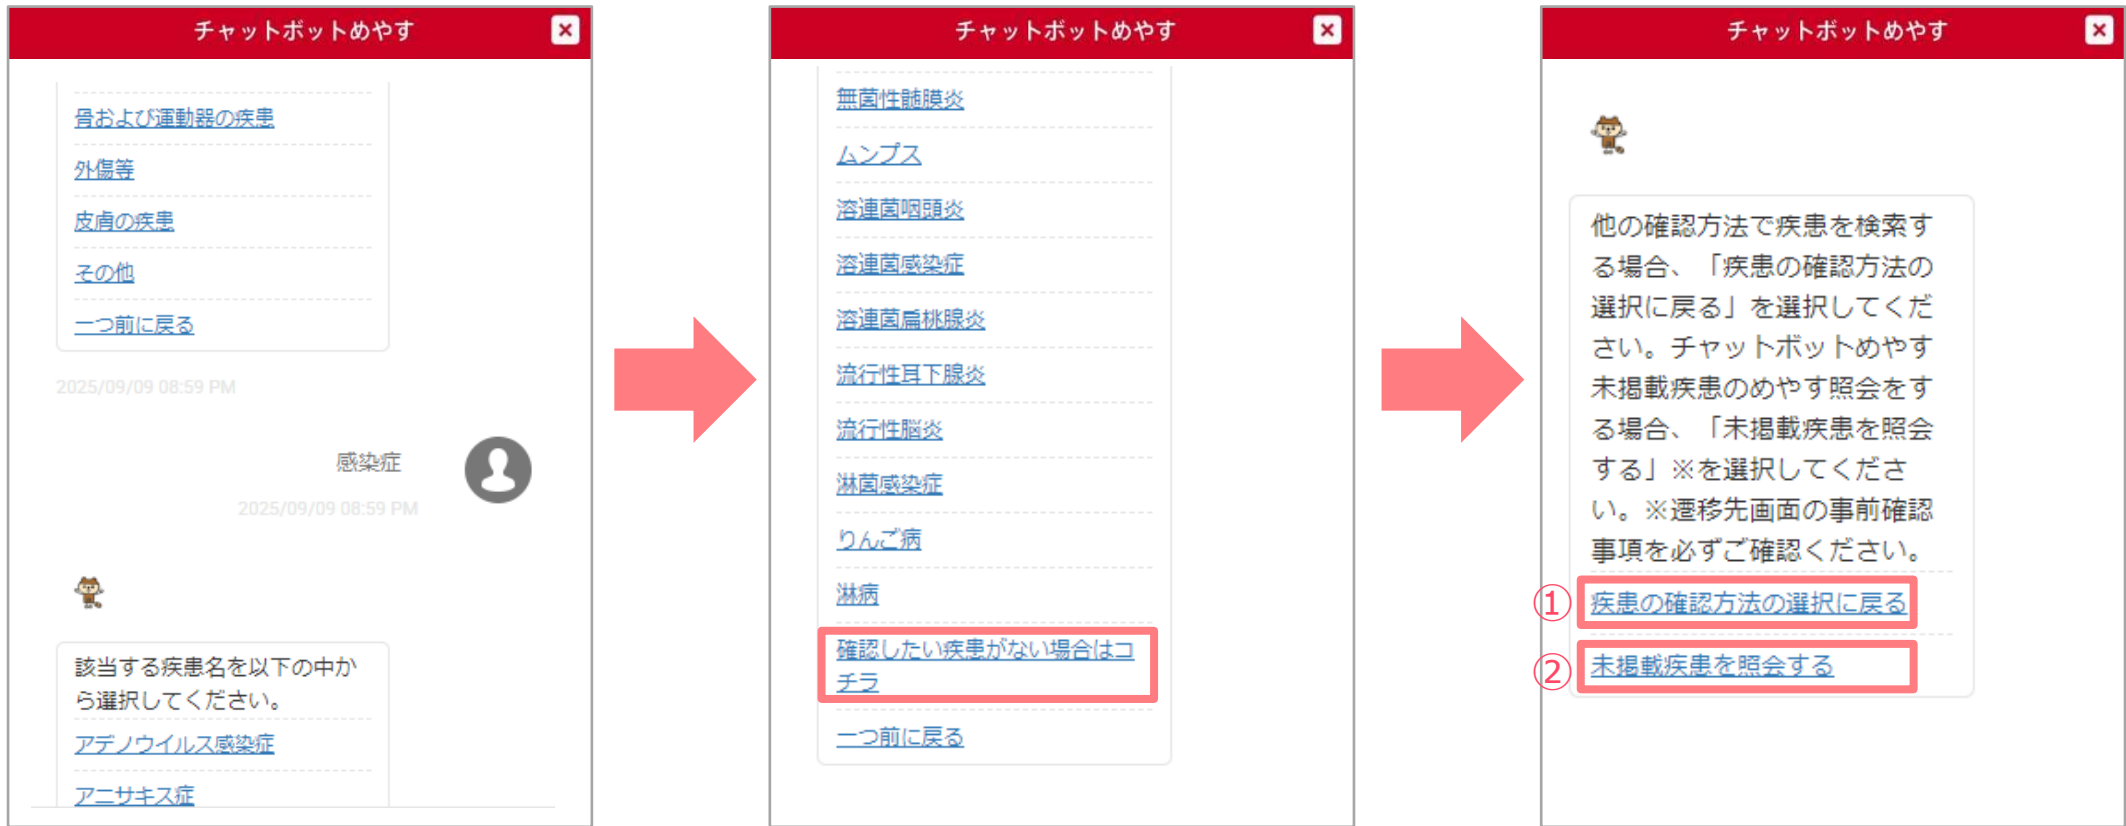 チャットボットめやす
骨および運動器の疾患
外傷等
皮膚の疾患
その他
一つ前に戻る
2025/09/09 08:59 PM
感染症
2025/09/09 08:59 PM
該当する疾患名を以下の中か
ら選択してください。
アデノウイルス感染症
アニサキス症
チャットボットめやす
無菌性髄膜炎
ムンプス
溶連菌咽頭炎
溶連菌感染症
溶連菌扁桃腺炎
流行性耳下腺炎
流行性脳炎
淋菌感染症
りんご病
淋病
確認したい疾患がない場合はコ
チラ
一つ前に戻る
チャットボットめやす
他の確認方法で疾患を検索す
る場合、「疾患の確認方法の
選択に戻る」を選択してくだ
さい。チャットボットめやす
未掲載疾患のめやす照会をす
る場合、「未掲載疾患を照会
する」※を選択してくださ
い。※遷移先画面の事前確認
事項を必ずご確認ください。
① 疾患の確認方法の選択に戻る
② 未掲載疾患を照会する